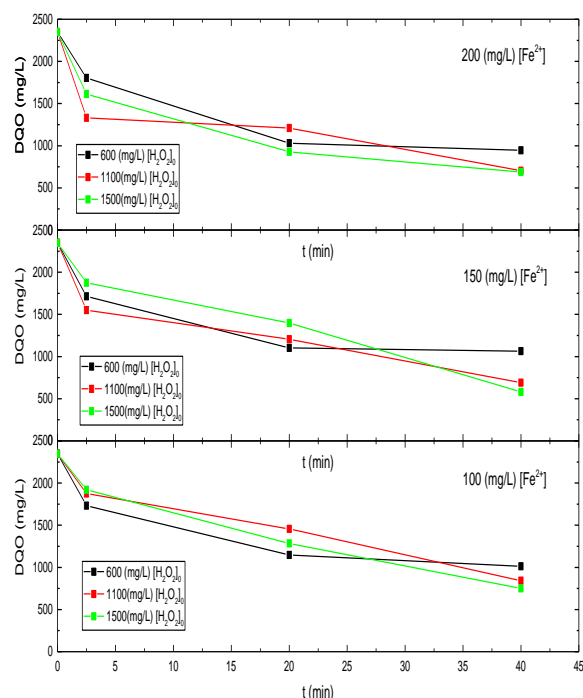 2500
200 (mg/L) [Fe²⁺]
2000
DQO (mg/L)
1500
1000
600 (mg/L) [H₂O₂]₀
1100(mg/L) [H₂O₂]₀
1500(mg/L) [H₂O₂]₀
500
2500
t (min)
150 (mg/L) [Fe²⁺]
2000
DQO (mg/L)
1500
1000
600 (mg/L) [H₂O₂]₀
1100(mg/L) [H₂O₂]₀
1500(mg/L) [H₂O₂]₀
500
2500
0
t (min)
100 (mg/L) [Fe²⁺]
2000
DQO (mg/L)
1500
1000
600 (mg/L) [H₂O₂]₀
1100(mg/L) [H₂O₂]₀
1500(mg/L) [H₂O₂]₀
500
0
0 5 10 15 20 25 30 35 40 45
t (min)